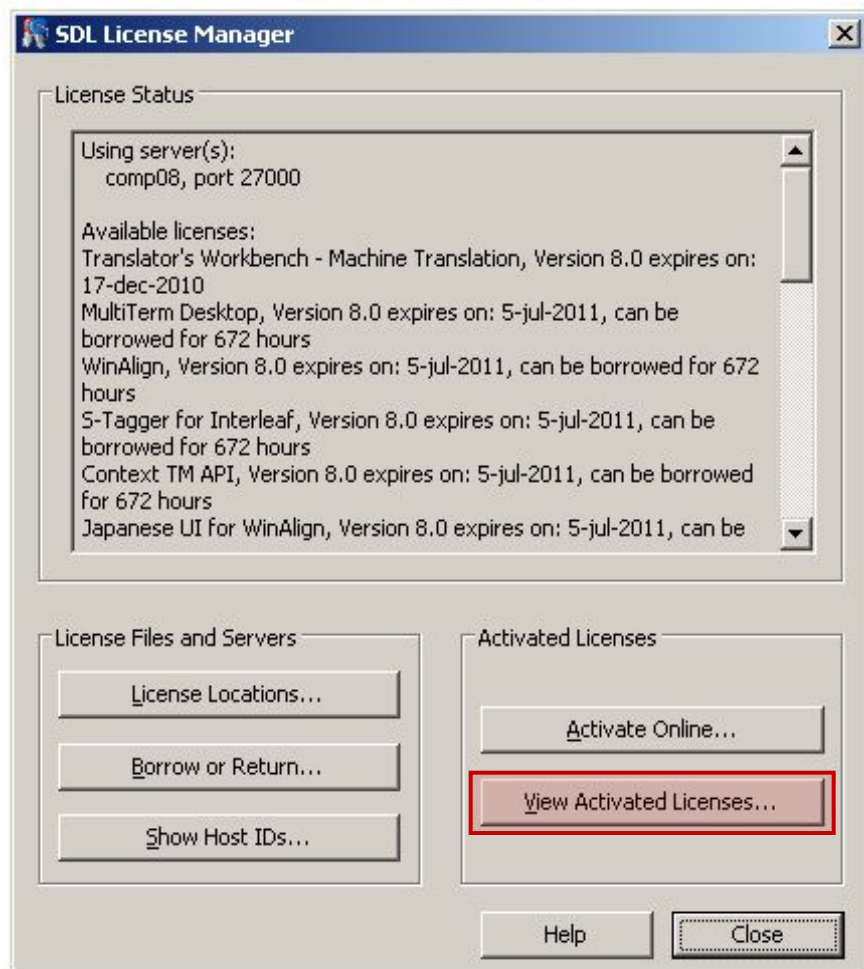 SDL License Manager
License Status
Using server(s):
comp08, port 27000
Available licenses:
Translator's Workbench - Machine Translation, Version 8.0 expires on:
17-dec-2010
MultiTerm Desktop, Version 8.0 expires on: 5-jul-2011, can be
borrowed for 672 hours
WinAlign, Version 8.0 expires on: 5-jul-2011, can be borrowed for 672
hours
S-Tagger for Interleaf, Version 8.0 expires on: 5-jul-2011, can be
borrowed for 672 hours
Context TM API, Version 8.0 expires on: 5-jul-2011, can be borrowed
for 672 hours
Japanese UI for WinAlign, Version 8.0 expires on: 5-jul-2011, can be
License Files and Servers
License Locations...
Borrow or Return...
Show Host IDs...
Activated Licenses
Activate Online...
View Activated Licenses...
Help
Close